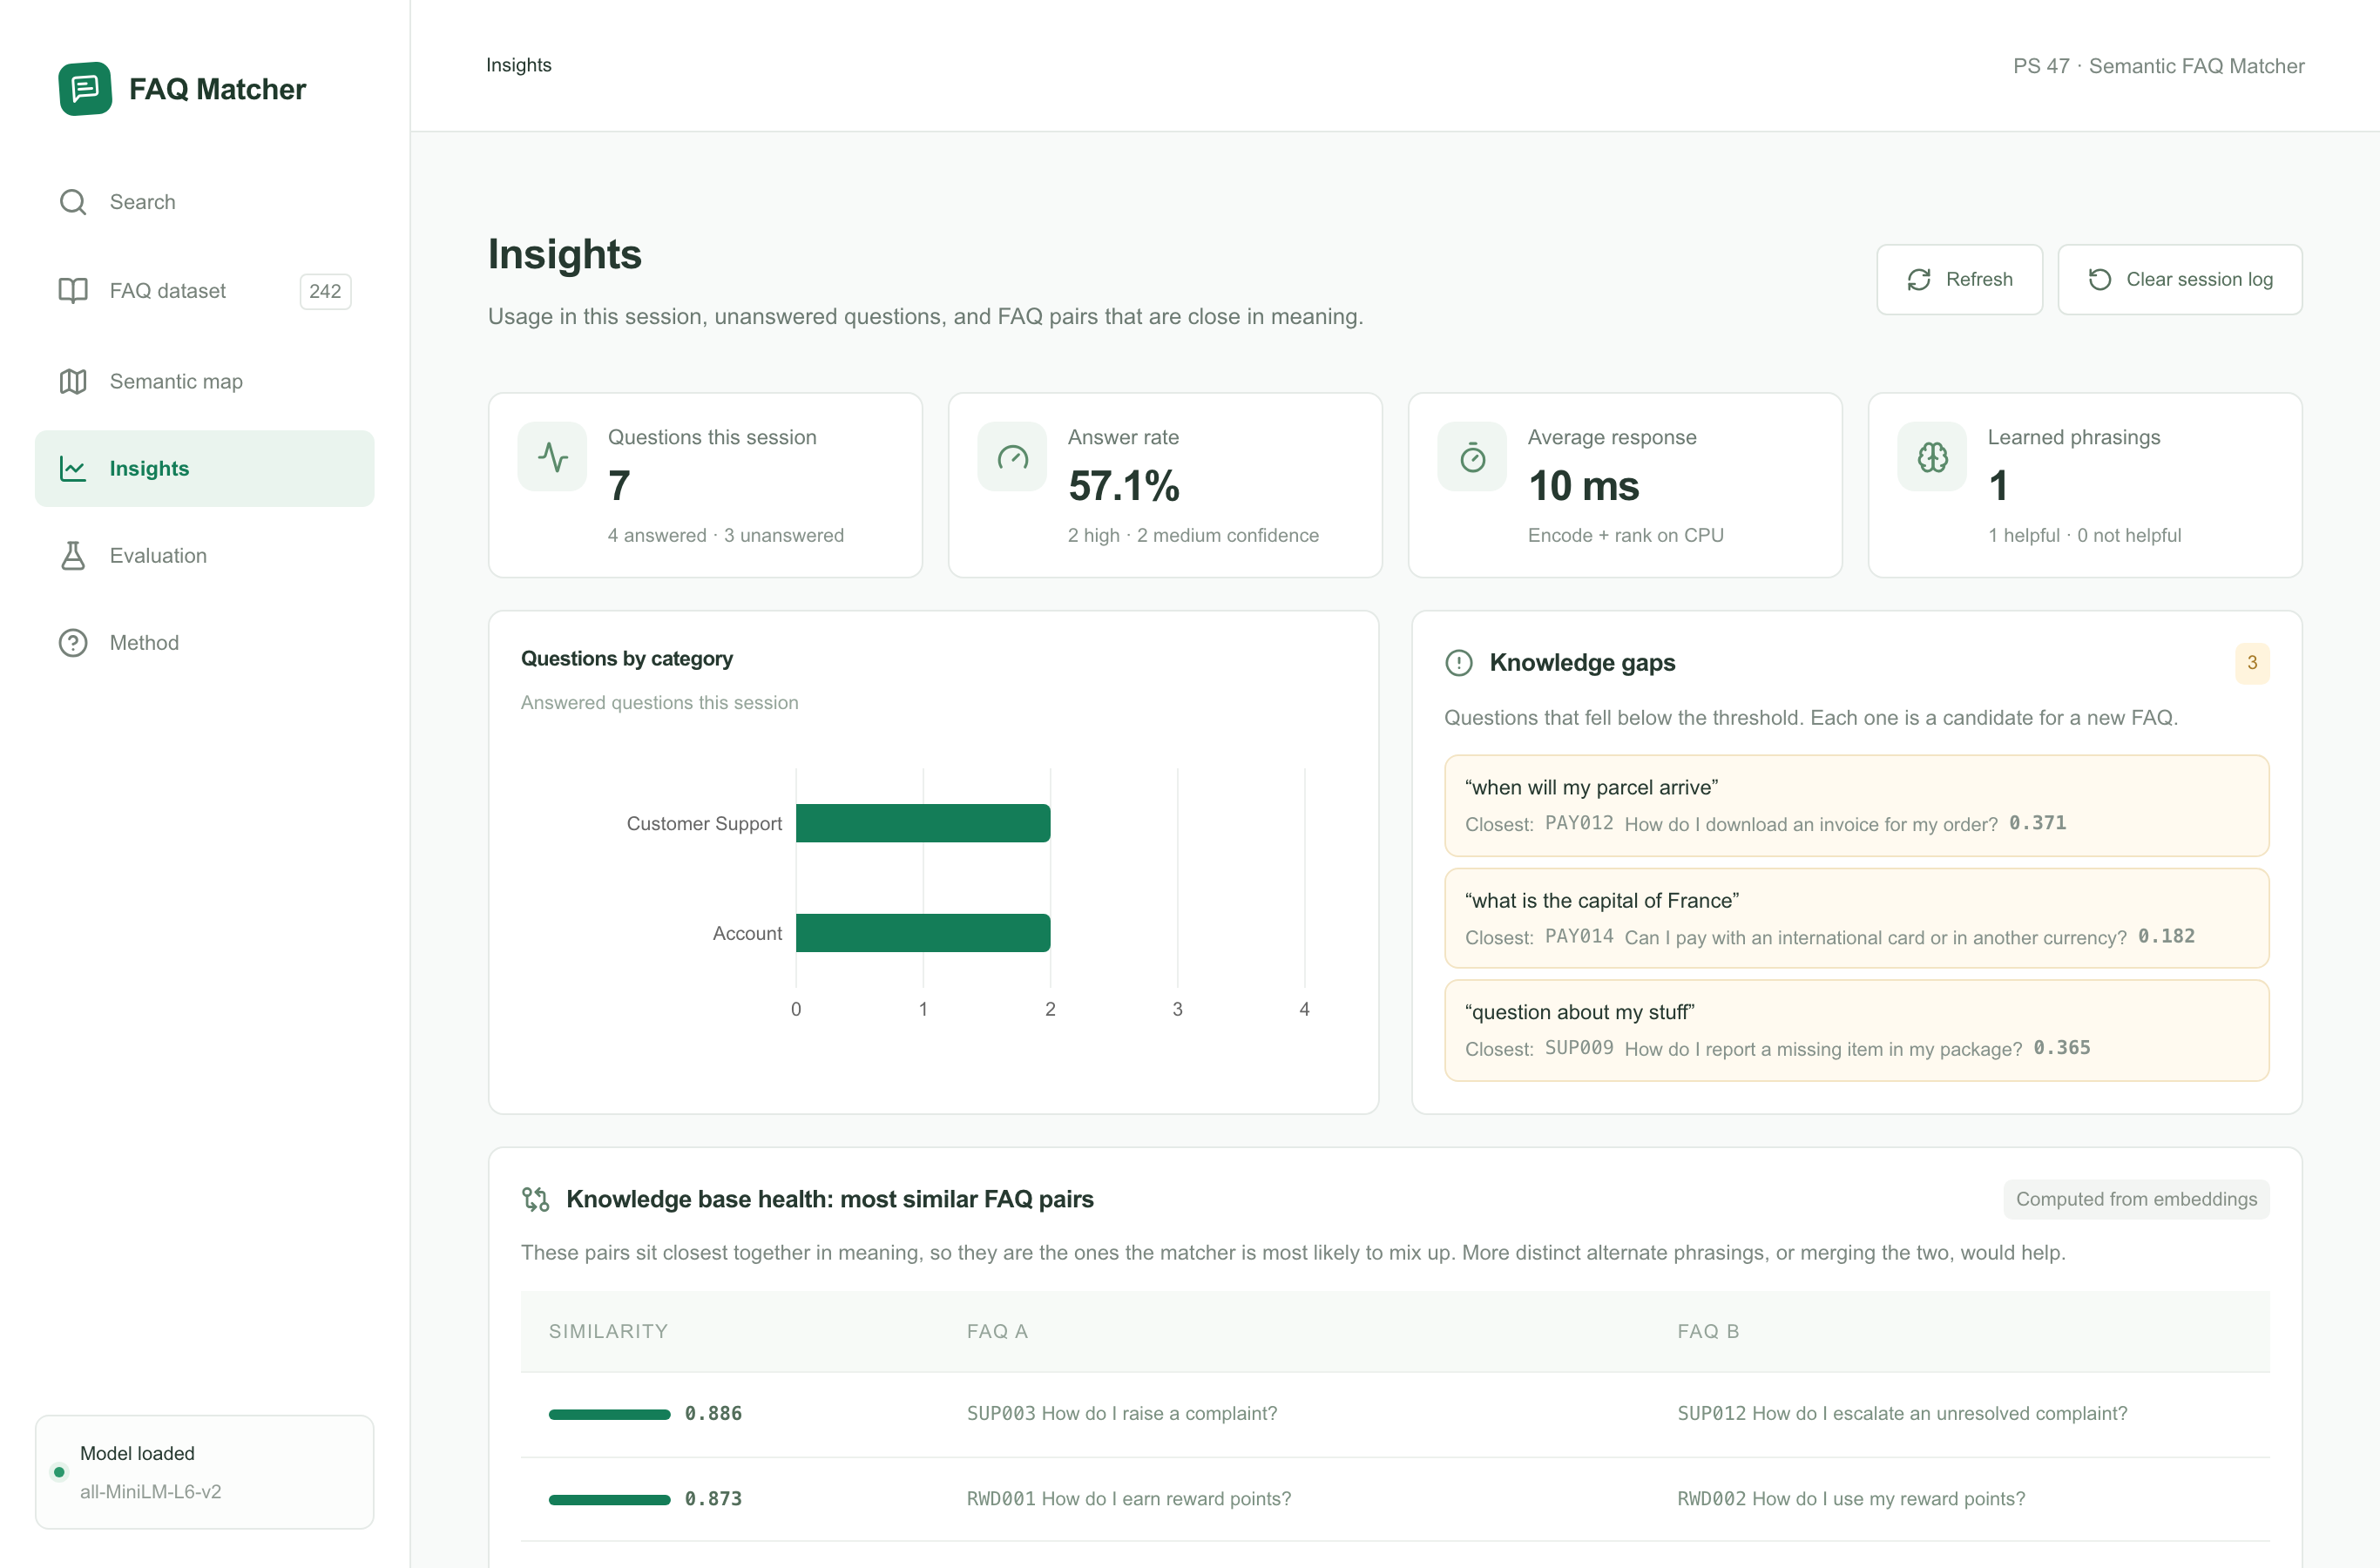 FAQ Matcher
Search
FAQ dataset 242
Semantic map
Insights
Evaluation
Method
Model loaded
all-MiniLM-L6-v2
Insights
PS 47 · Semantic FAQ Matcher
Insights
Usage in this session, unanswered questions, and FAQ pairs that are close in meaning.
Refresh
Clear session log
Questions this session
7
4 answered · 3 unanswered
Answer rate
57.1%
2 high · 2 medium confidence
Average response
10 ms
Encode + rank on CPU
Learned phrasings
1
1 helpful · 0 not helpful
Questions by category
Answered questions this session
Customer Support
Account
0 1 2 3 4
Knowledge gaps 3
Questions that fell below the threshold. Each one is a candidate for a new FAQ.
“when will my parcel arrive”
Closest: PAY012 How do I download an invoice for my order? 0.371
“what is the capital of France”
Closest: PAY014 Can I pay with an international card or in another currency? 0.182
“question about my stuff”
Closest: SUP009 How do I report a missing item in my package? 0.365
Knowledge base health: most similar FAQ pairs
Computed from embeddings
These pairs sit closest together in meaning, so they are the ones the matcher is most likely to mix up. More distinct alternate phrasings, or merging the two, would help.
SIMILARITY FAQ A FAQ B
0.886 SUP003 How do I raise a complaint? SUP012 How do I escalate an unresolved complaint?
0.873 RWD001 How do I earn reward points? RWD002 How do I use my reward points?